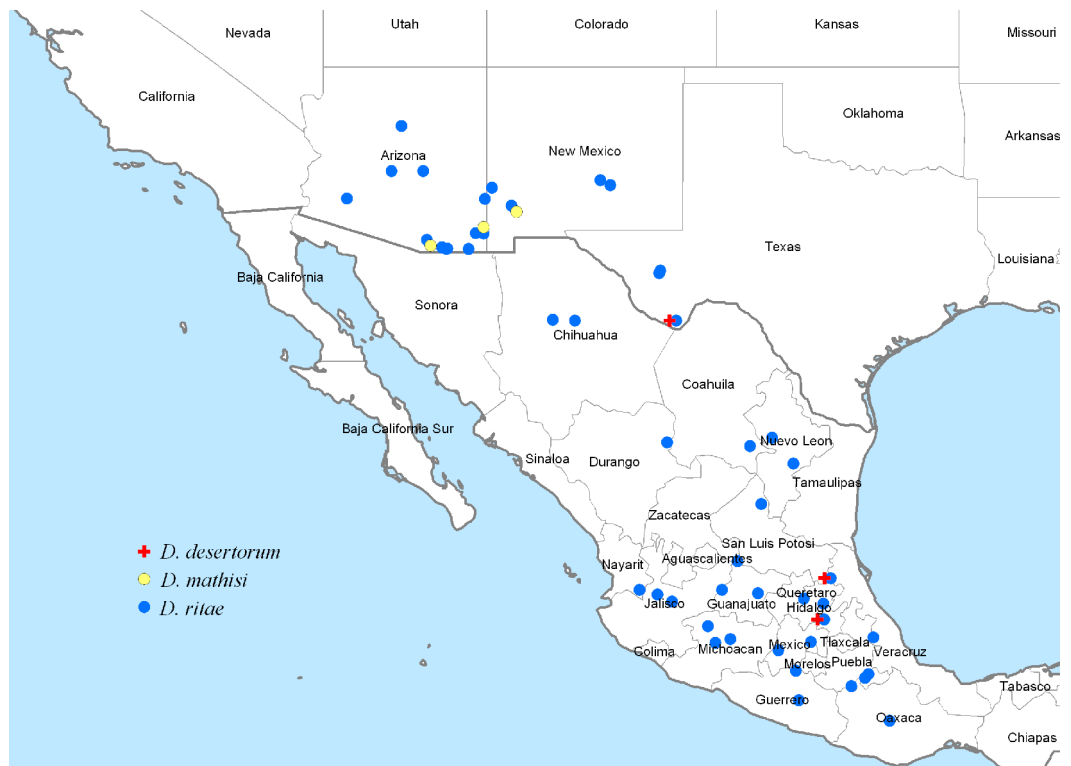 Utah
Colorado
Kansas
Nevada
Missouri
California
Oklahoma
Arkansas
Arizona
New Mexico
Texas
Louisiana
Baja California
Sonora
Chihuahua
Coahuila
Baja California Sur
Nuevo Leon
Sinaloa
Durango
Tamaulipas
Zacatecas
San Luis Potosi
D. desertorum
Aguascalientes
Nayarit
D. mathisi
Queretaro
Jalisco
Guanajuato
Hidalgo
D. ritae
Mexico
Tlaxcala
Colima
Michoacan
Veracruz
Morelos
Puebla
Tabasco
Guerrero
Oaxaca
Chiapas